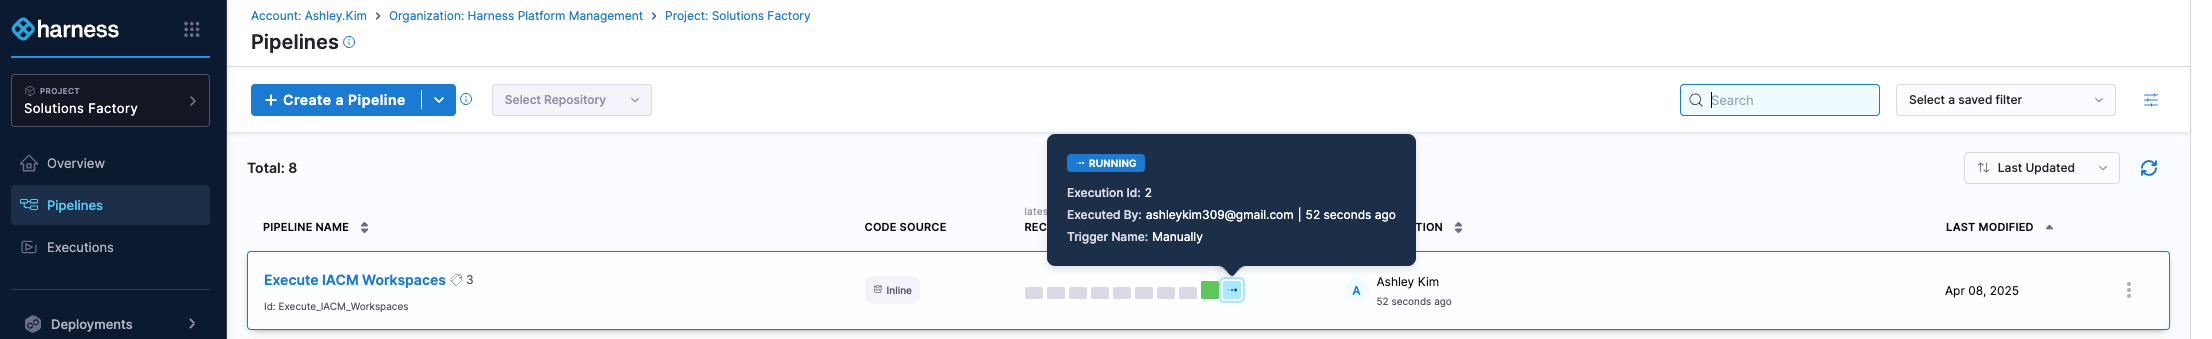 harness
Account: Ashley.Kim > Organization: Harness Platform Management > Project: Solutions Factory
Pipelines
PROJECT
Solutions Factory
+ Create a Pipeline
Select Repository
Search
Select a saved filter
Overview
Pipelines
Executions
Deployments
Total: 8
Last Updated
RUNNING
Execution Id: 2
Executed By: ashleykim309@gmail.com | 52 seconds ago
Trigger Name: Manually
PIPELINE NAME
CODE SOURCE
lates
REC
TION
LAST MODIFIED
Execute IACM Workspaces 3
Id: Execute_IACM_Workspaces
Inline
A
Ashley Kim
52 seconds ago
Apr 08, 2025